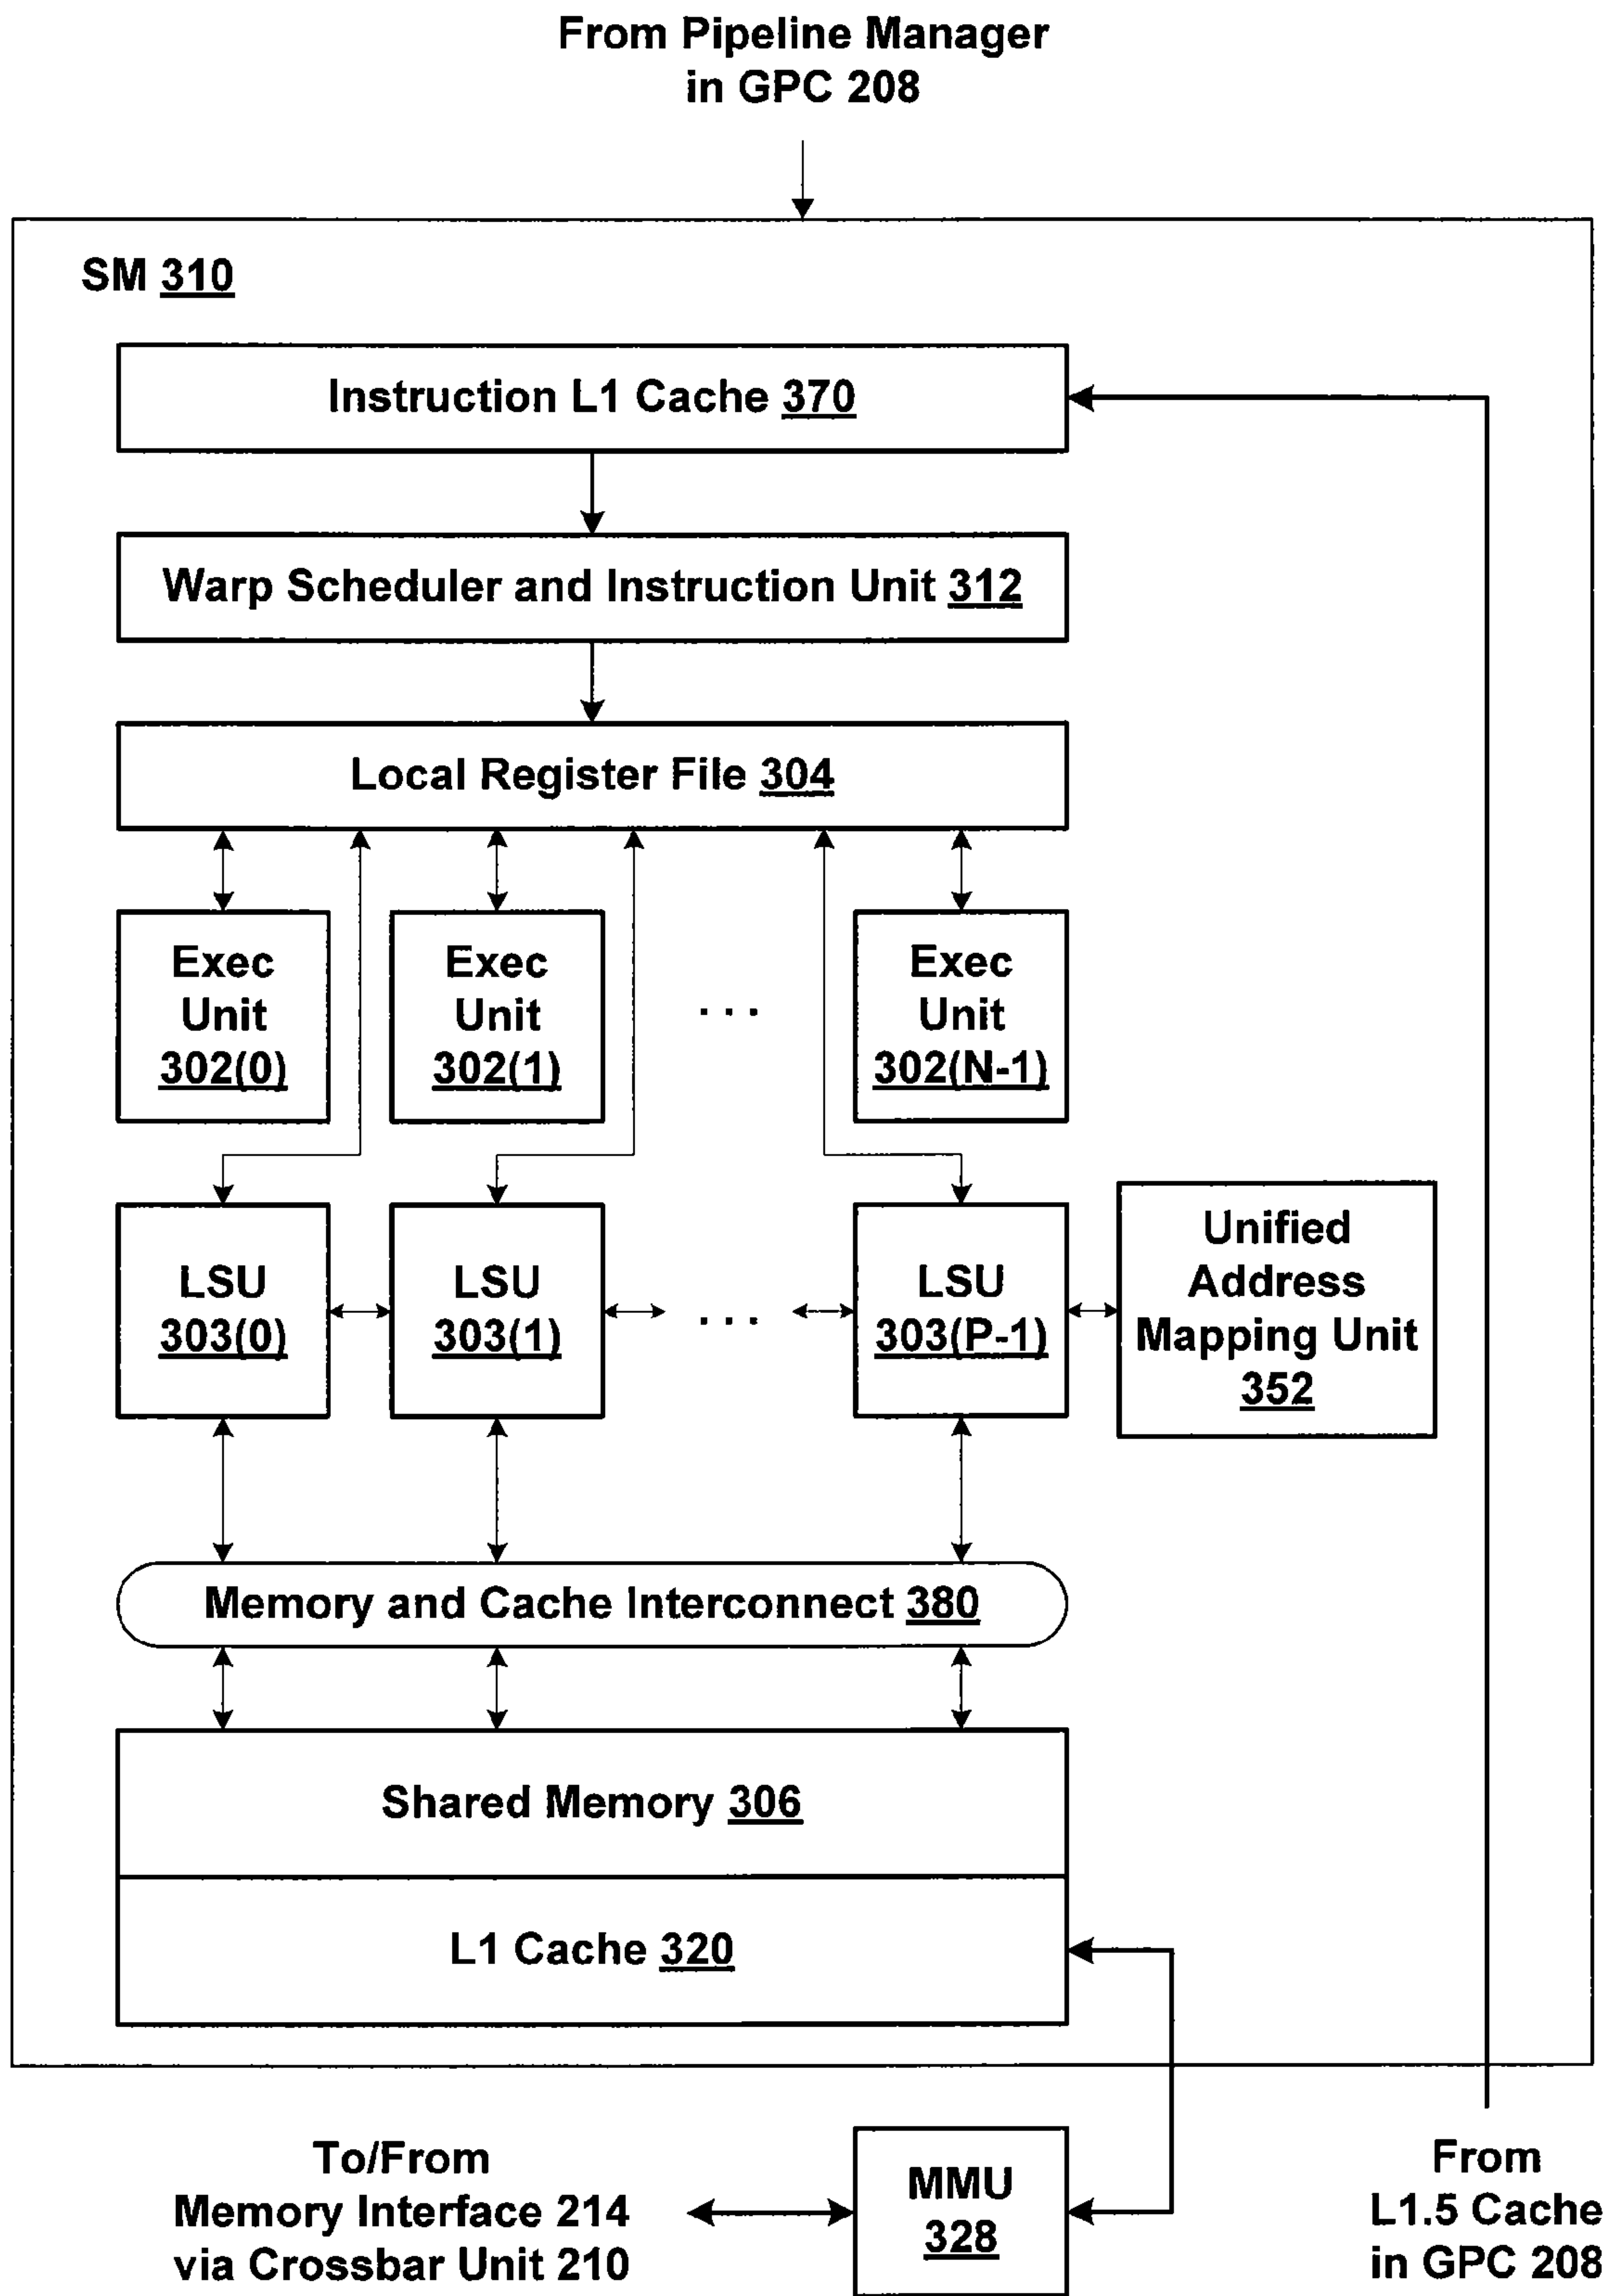 From Pipeline Manager
in GPC 208
SM 310
Instruction L1 Cache 370
Warp Scheduler and Instruction Unit 312
Local Register File 304
Exec
Unit
302(0)
Exec
Unit
302(1)
. . .
Exec
Unit
302(N-1)
LSU
303(0)
LSU
303(1)
. . .
LSU
303(P-1)
Unified
Address
Mapping Unit
352
Memory and Cache Interconnect 380
Shared Memory 306
L1 Cache 320
To/From
Memory Interface 214
via Crossbar Unit 210
MMU
328
From
L1.5 Cache
in GPC 208